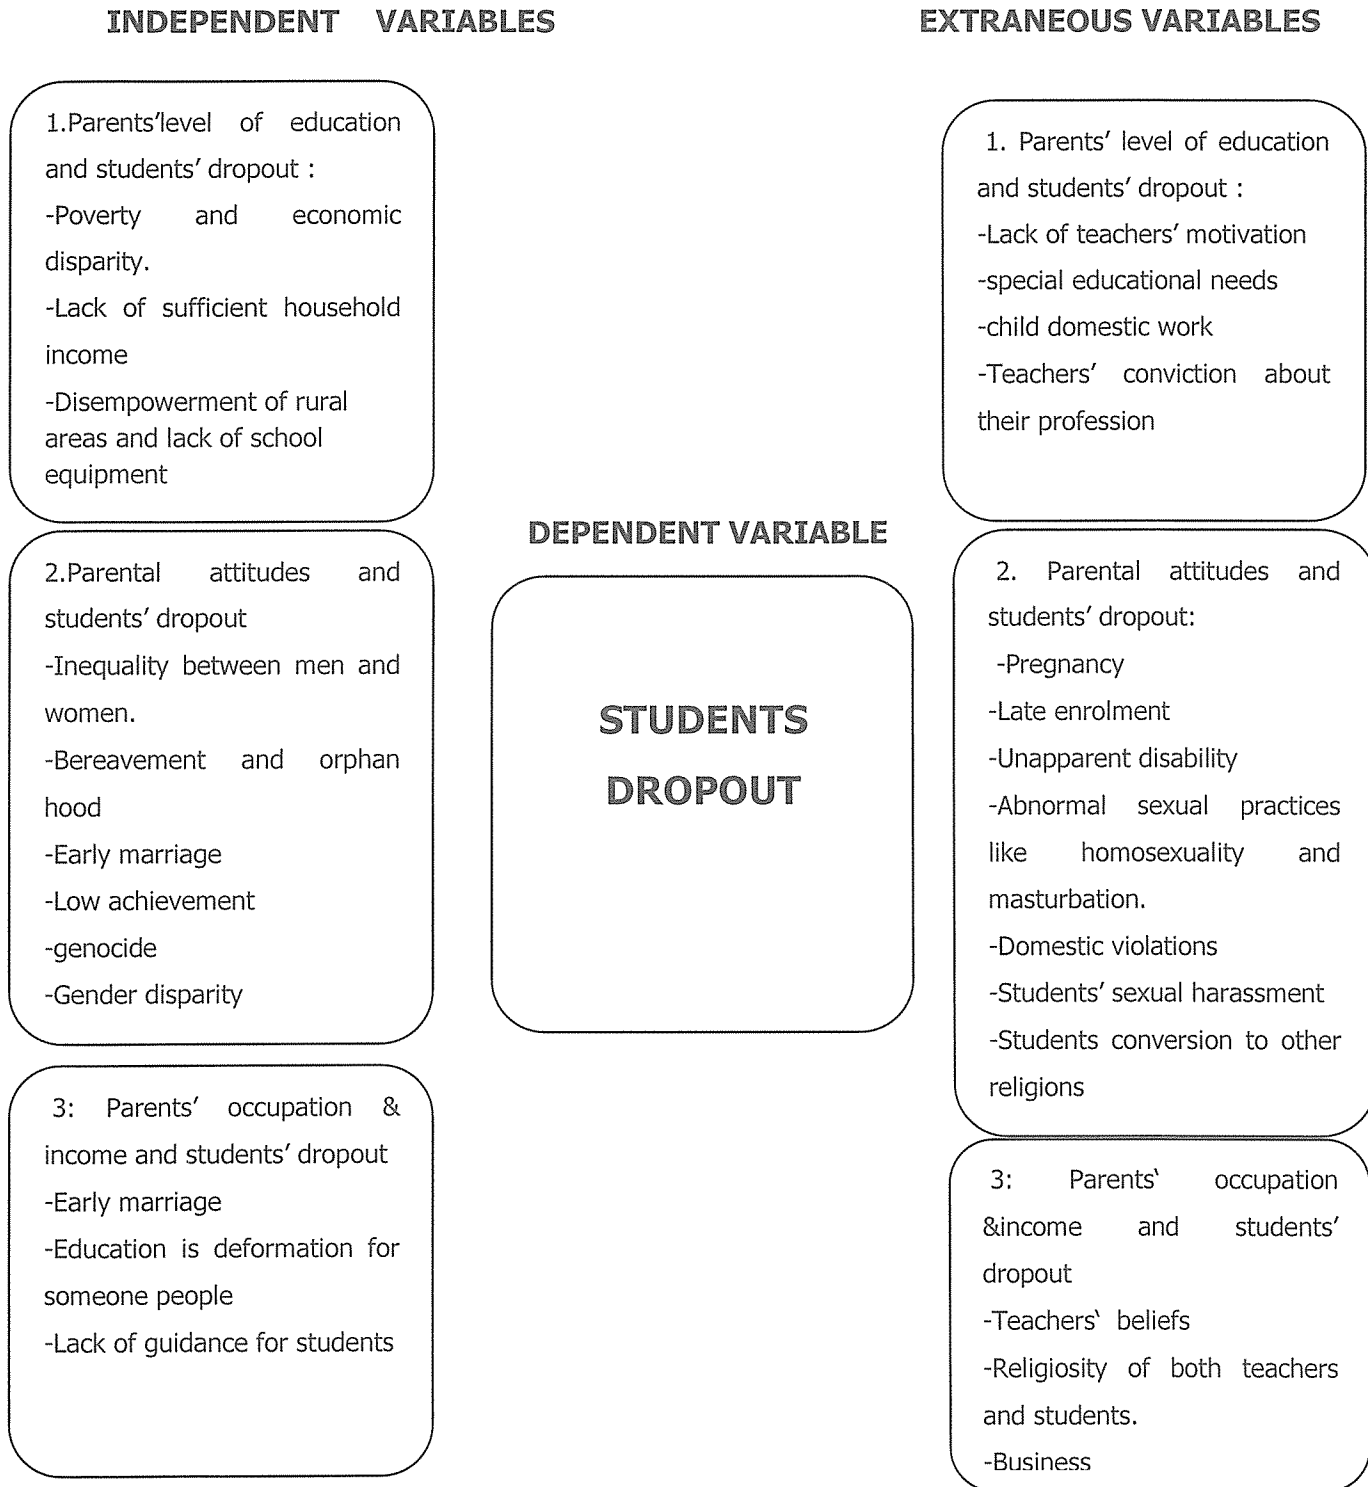 INDEPENDENT VARIABLES
EXTRANEOUS VARIABLES
1.Parents'level of education
and students' dropout :
-Poverty and economic
disparity.
-Lack of sufficient household
income
-Disempowerment of rural
areas and lack of school
equipment
2.Parental attitudes and
students' dropout
-Inequality between men and
women.
-Bereavement and orphan
hood
-Early marriage
-Low achievement
-genocide
-Gender disparity
3: Parents' occupation &
income and students' dropout
-Early marriage
-Education is deformation for
someone people
-Lack of guidance for students
DEPENDENT VARIABLE
STUDENTS
DROPOUT
1. Parents' level of education
and students' dropout :
-Lack of teachers' motivation
-special educational needs
-child domestic work
-Teachers' conviction about
their profession
2. Parental attitudes and
students' dropout:
-Pregnancy
-Late enrolment
-Unapparent disability
-Abnormal sexual practices
like homosexuality and
masturbation.
-Domestic violations
-Students' sexual harassment
-Students conversion to other
religions
3: Parents‛ occupation
&income and students'
dropout
-Teachers‛ beliefs
-Religiosity of both teachers
and students.
-Business